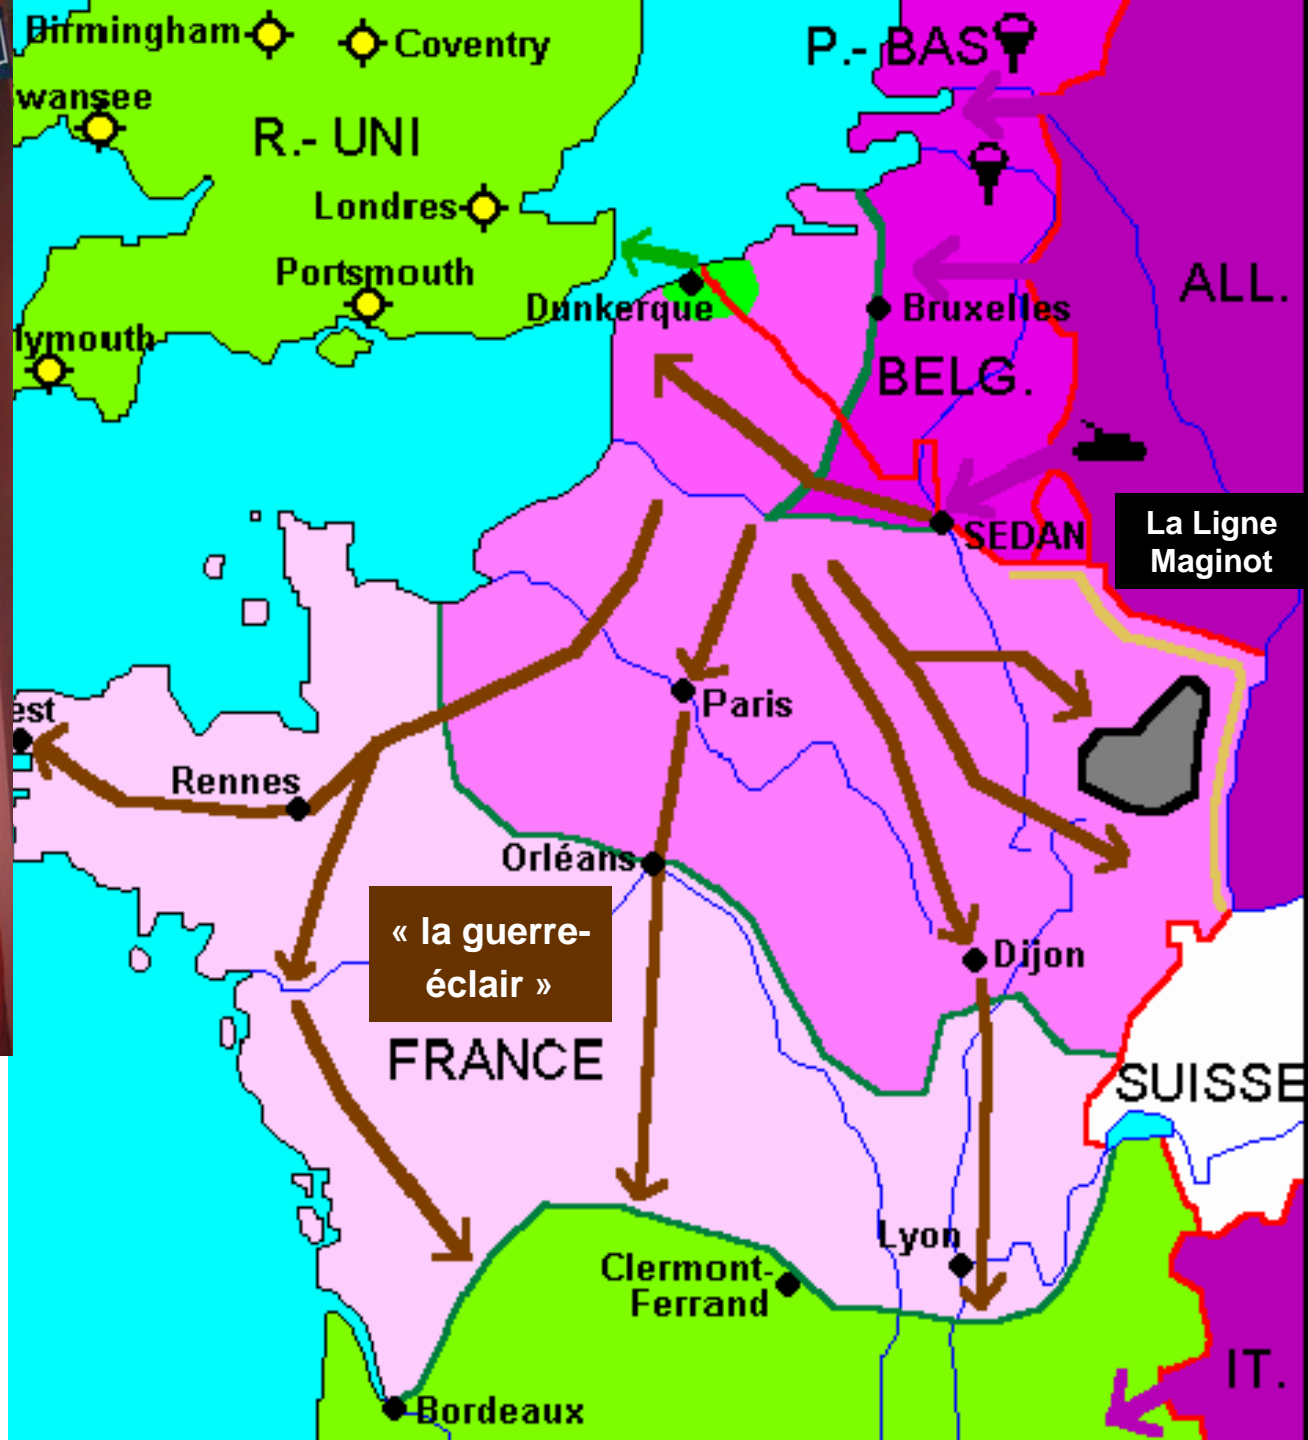 Birmingham
Coventry
P.- BAS
wansee
R.- UNI
Londres
Portsmouth
ALL.
Dunkerque
Bruxelles
lymouth
BELG.
SEDAN
La Ligne
Maginot
est
Paris
Rennes
Orléans
« la guerre-
éclair »
Dijon
FRANCE
SUISSE
Lyon
Clermont-
Ferrand
IT.
Bordeaux